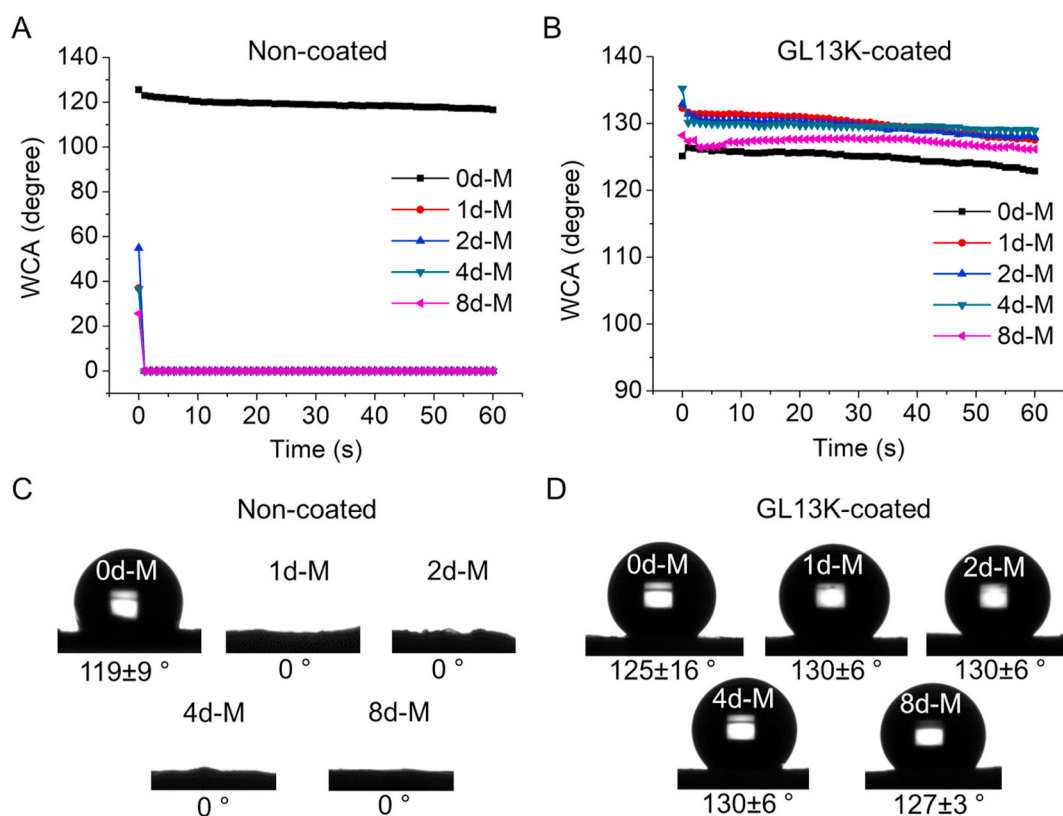 A
Non-coated
140
120
100
80
60
40
20
0
WCA (degree)
0d-M
1d-M
2d-M
4d-M
8d-M
0 10 20 30 40 50 60
Time (s)
B
GL13K-coated
140
130
120
110
100
90
WCA (degree)
0d-M
1d-M
2d-M
4d-M
8d-M
0 10 20 30 40 50 60
Time (s)
C
Non-coated
0d-M 1d-M 2d-M
119±9 ° 0 ° 0 °
4d-M 8d-M
0 ° 0 °
D
GL13K-coated
0d-M 1d-M 2d-M
125±16 ° 130±6 ° 130±6 °
4d-M 8d-M
130±6 ° 127±3 °